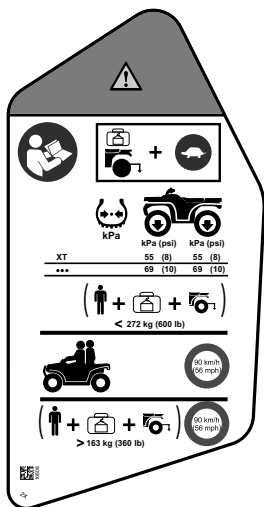 kPa
kPa (psi) kPa (psi)
XT 55 (8) 55 (8)
••• 69 (10) 69 (10)
( + + )
< 272 kg (600 lb)
90 km/h
(56 mph)
( + + )
> 163 kg (360 lb)
90 km/h
(56 mph)